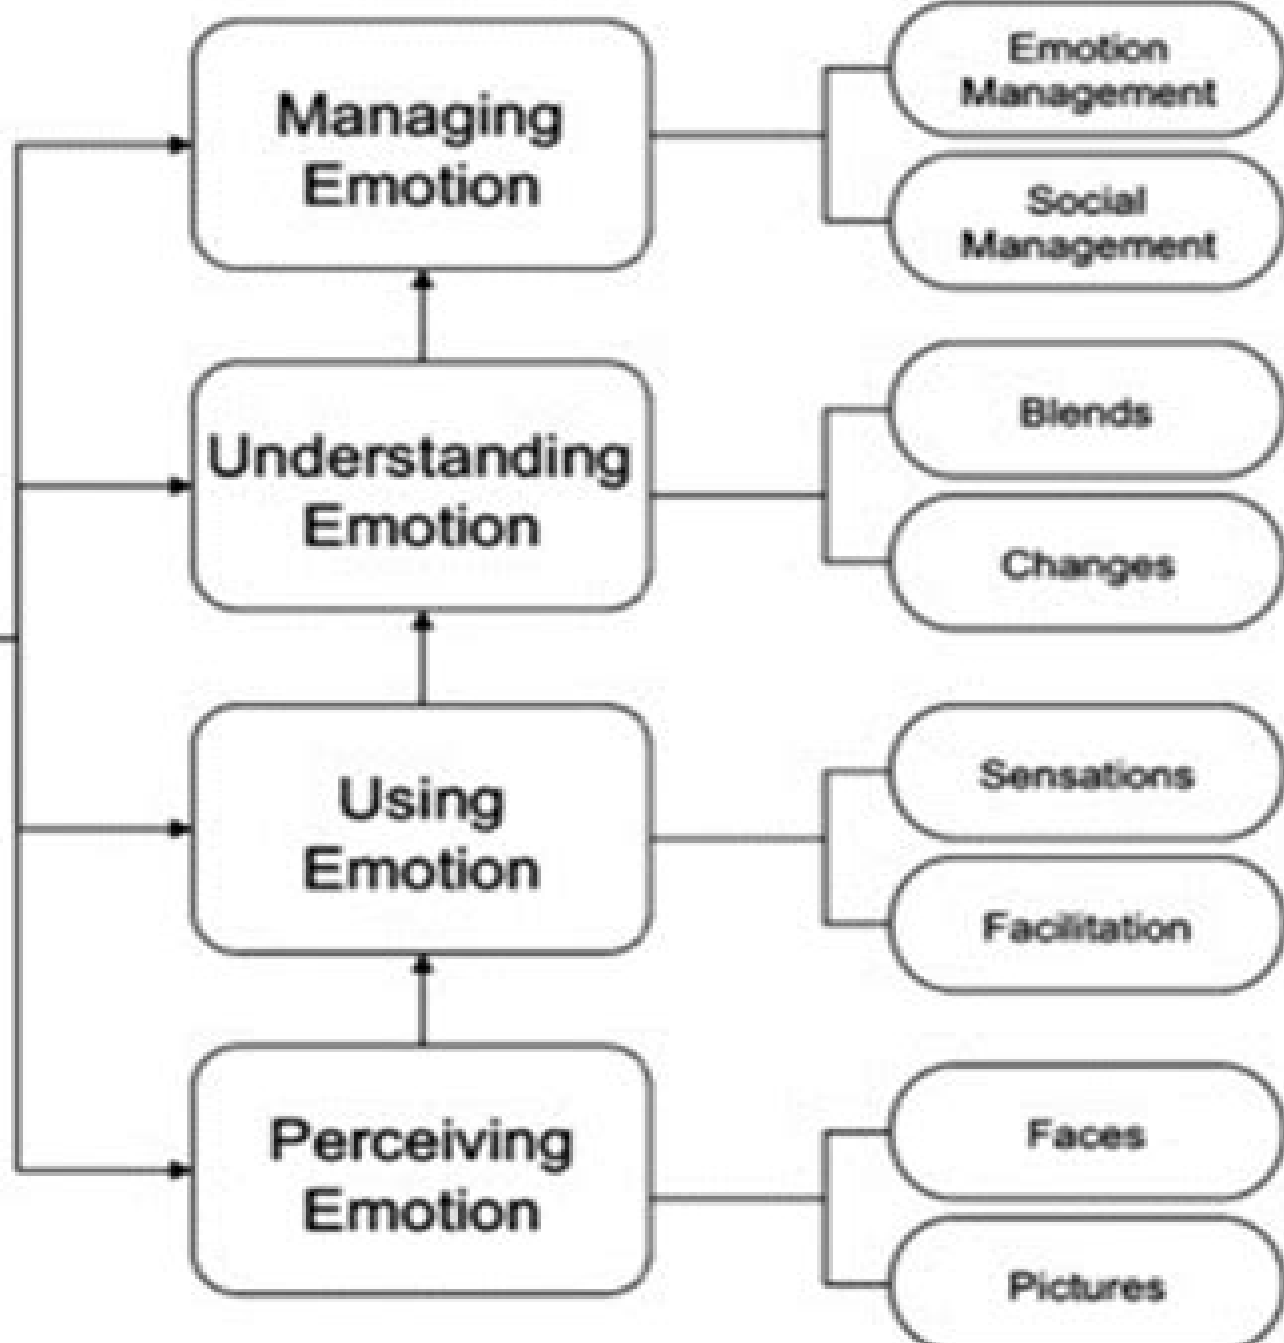 Managing
Emotion
Emotion
Management
Social
Management
Understanding
Emotion
Blends
Changes
Using
Emotion
Sensations
Facilitation
Perceiving
Emotion
Faces
Pictures